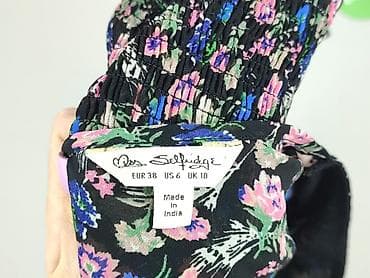 Miss Selfridge
EUR 38 US 6 UK 10
Made
in
India